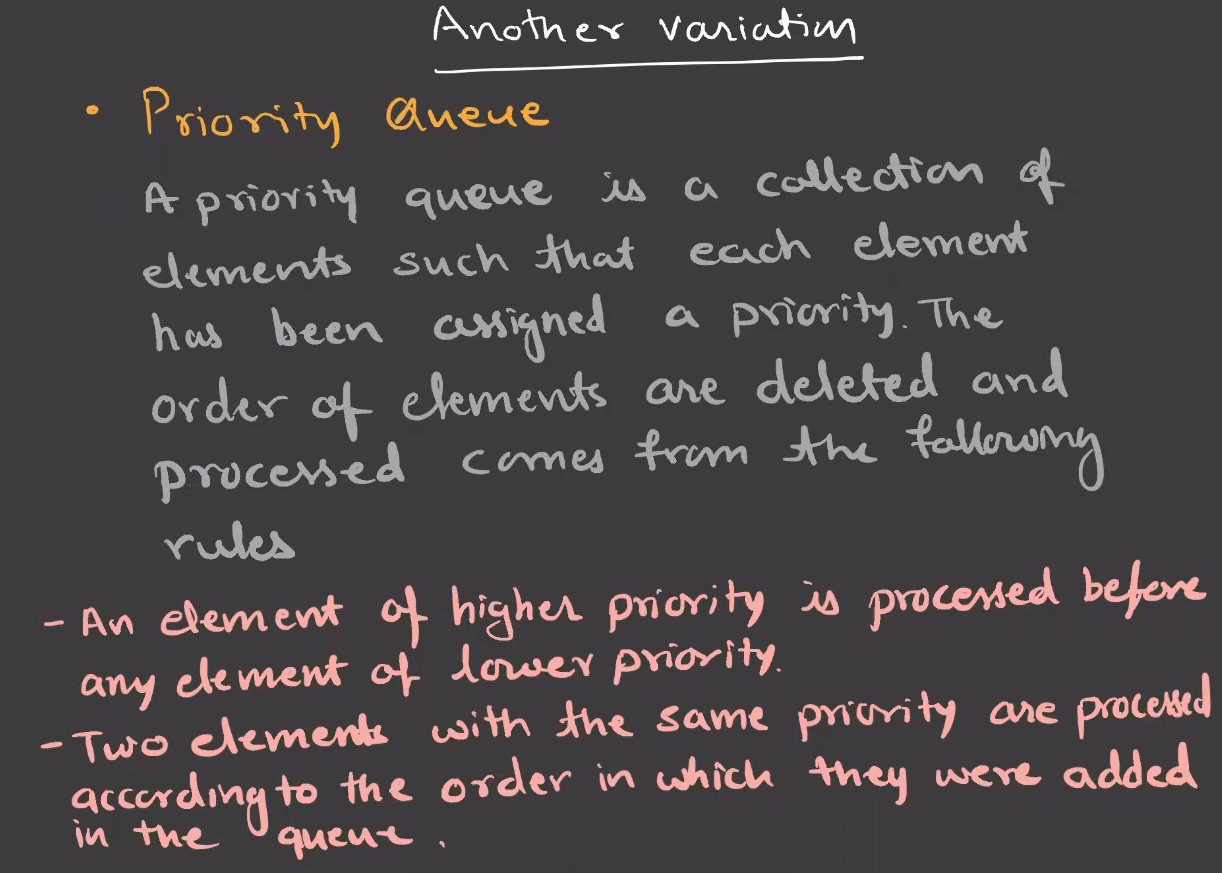 Another variation
• Priority Queue
A priority queue is a collection of
elements such that each element
has been assigned a priority. The
order of elements are deleted and
processed comes from the following
rules
- An element of higher priority is processed before
any element of lower priority.
- Two elements with the same priority are processed
according to the order in which they were added
in the queue.